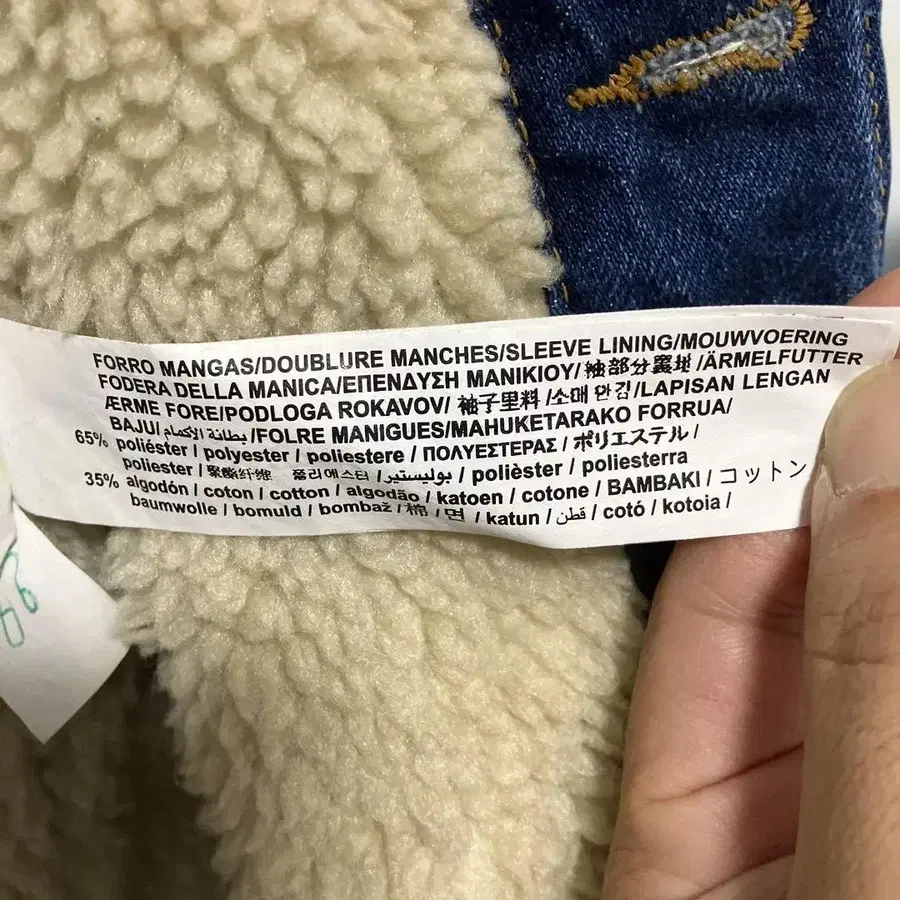 FORRO MANGAS/DOUBLURE MANCHES/SLEEVE LINING/MOUWVOERING
FODERA DELLA MANICA/ΕΠΕΝΔΥΣΗ ΜΑΝΙΚΙΟΥ/袖部分裏地/ÄRMELFUTTER
ÆRME FORE/PODLOGA ROKAVOV/ 袖子里料 /소매 안감/LAPISAN LENGAN
BAJU/بطانة الأكمام/FOLRE MANIGUES/MAHUKETARAKO FORRUA/
65% poliéster / polyester / poliestere / ΠΟΛΥΕΣΤΕΡΑΣ / ポリエステル /
poliester / 聚酯纤维 폴리에스터 / بوليستير / polièster / poliesterra
35% algodón / coton / cotton / algodão / katoen / cotone / BAMBAKI / コットン
baumwolle / bomuld / bombaž / 棉 / 면 / katun / قطن / cotó / kotoia /